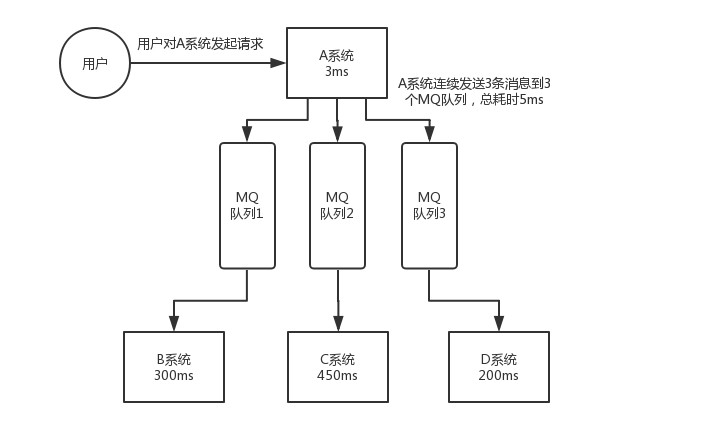 用户
用户对A系统发起请求
A系统
3ms
A系统连续发送3条消息到3
个MQ队列，总耗时5ms
MQ
队列1
MQ
队列2
MQ
队列3
B系统
300ms
C系统
450ms
D系统
200ms